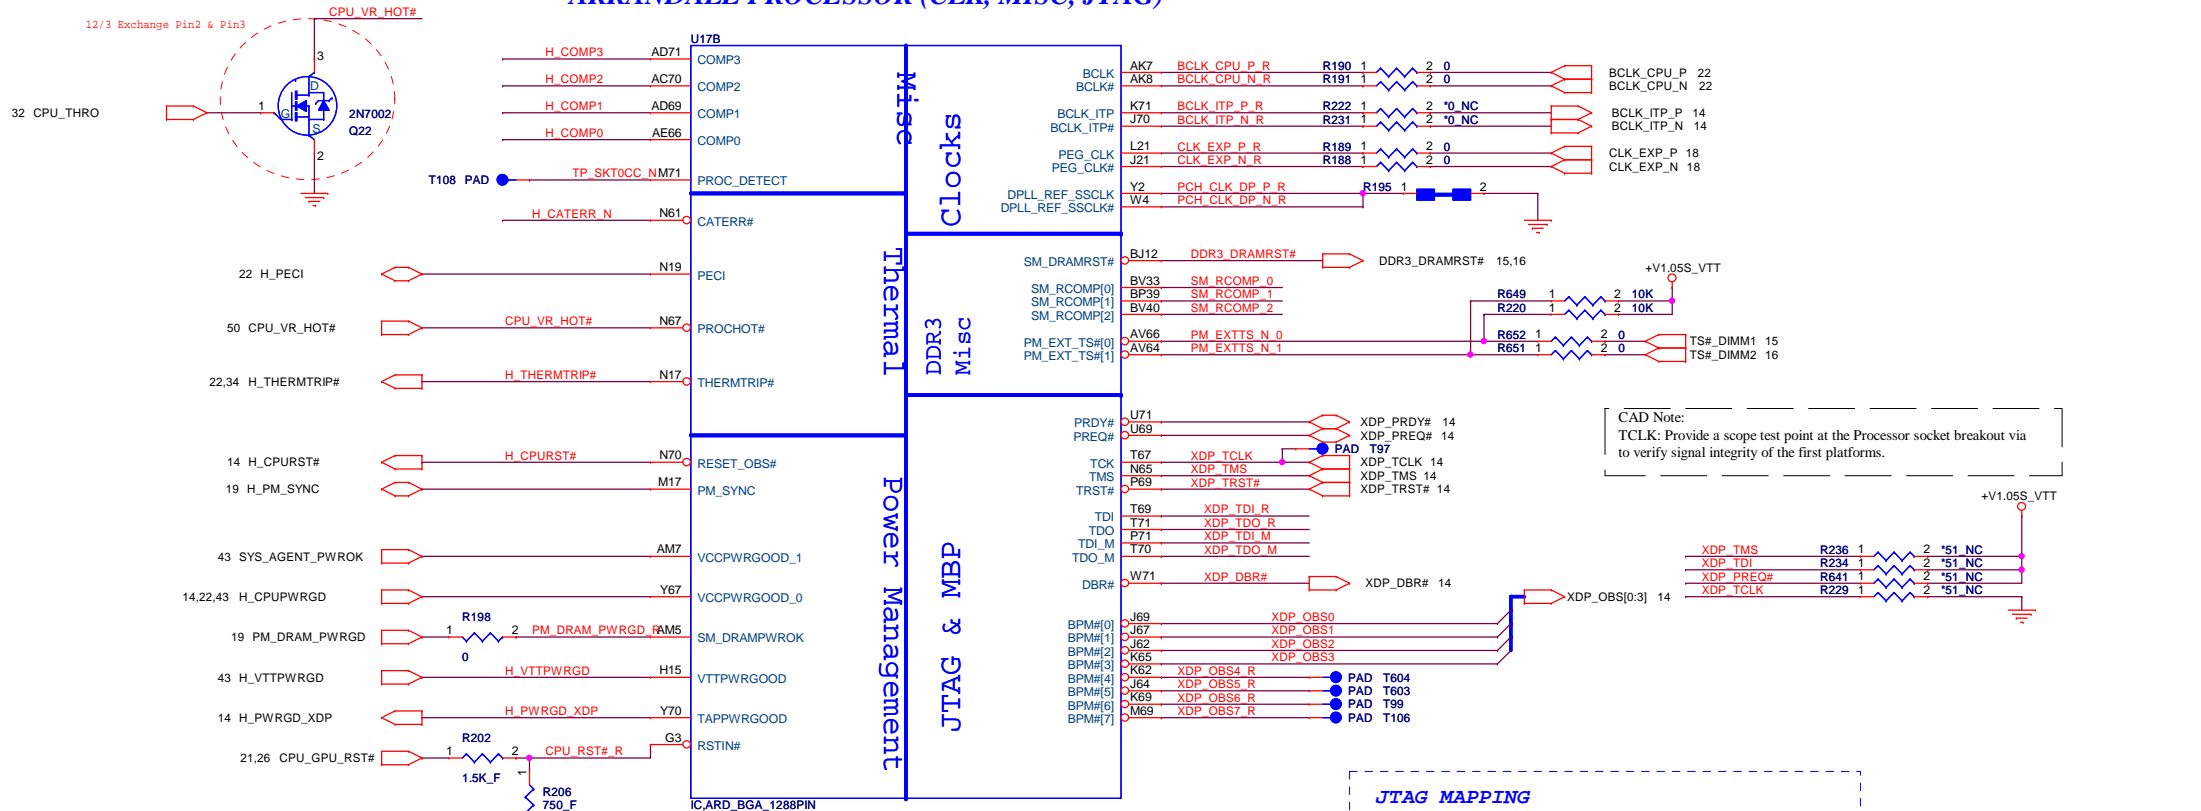 ARRANDALE PROCESSOR (CLK, MISC, JTAG)
CPU_VR_HOT#
12/3 Exchange Pin2 & Pin3
3
D
32 CPU_THRO
1
G
S
2
2N7002
Q22
U17B
H_COMP3 AD71 COMP3
H_COMP2 AC70 COMP2
H_COMP1 AD69 COMP1
H_COMP0 AE66 COMP0
T108 PAD TP_SKT0CC_N M71 PROC_DETECT
H_CATERR_N N61 CATERR#
22 H_PECI N19 PECI
50 CPU_VR_HOT# CPU_VR_HOT# N67 PROCHOT#
22,34 H_THERMTRIP# H_THERMTRIP# N17 THERMTRIP#
14 H_CPURST# H_CPURST# N70 RESET_OBS#
19 H_PM_SYNC M17 PM_SYNC
43 SYS_AGENT_PWROK AM7 VCCPWRGOOD_1
14,22,43 H_CPUPWRGD Y67 VCCPWRGOOD_0
R198
19 PM_DRAM_PWRGD 1 2 PM_DRAM_PWRGD_R AM5 SM_DRAMPWROK
0
43 H_VTTPWRGD H_VTTPWRGD H15 VTTPWRGOOD
14 H_PWRGD_XDP H_PWRGD_XDP Y70 TAPPWRGOOD
R202
21,26 CPU_GPU_RST# 1 2 CPU_RST#_R G3 RSTIN#
1.5K_F
1
R206
750_F
IC,ARD_BGA_1288PIN
Misc
Thermal
Power Management
Clocks
DDR3
Misc
JTAG & MBP
BCLK AK7 BCLK_CPU_P_R R190 1 2 0 BCLK_CPU_P 22
BCLK# AK8 BCLK_CPU_N_R R191 1 2 0 BCLK_CPU_N 22
BCLK_ITP K71 BCLK_ITP_P_R R222 1 2 *0_NC BCLK_ITP_P 14
BCLK_ITP# J70 BCLK_ITP_N_R R231 1 2 *0_NC BCLK_ITP_N 14
PEG_CLK L21 CLK_EXP_P_R R189 1 2 0 CLK_EXP_P 18
PEG_CLK# J21 CLK_EXP_N_R R188 1 2 0 CLK_EXP_N 18
DPLL_REF_SSCLK Y2 PCH_CLK_DP_P_R R195 1 2
DPLL_REF_SSCLK# W4 PCH_CLK_DP_N_R
SM_DRAMRST# BJ12 DDR3_DRAMRST# DDR3_DRAMRST# 15,16
+V1.05S_VTT
SM_RCOMP[0] BV33 SM_RCOMP_0
SM_RCOMP[1] BP39 SM_RCOMP_1 R649 1 2 10K
SM_RCOMP[2] BV40 SM_RCOMP_2 R220 1 2 10K
PM_EXT_TS#[0] AV66 PM_EXTTS_N_0 R652 1 2 0 TS#_DIMM1 15
PM_EXT_TS#[1] AV64 PM_EXTTS_N_1 R651 1 2 0 TS#_DIMM2 16
PRDY# U71 XDP_PRDY# 14
PREQ# U69 XDP_PREQ# 14
PAD T97
TCK T67 XDP_TCLK XDP_TCLK 14
TMS N65 XDP_TMS XDP_TMS 14
TRST# P69 XDP_TRST# XDP_TRST# 14
TDI T69 XDP_TDI_R
TDO T71 XDP_TDO_R
TDI_M P71 XDP_TDI_M
TDO_M T70 XDP_TDO_M
DBR# W71 XDP_DBR# XDP_DBR# 14
XDP_OBS[0:3] 14
BPM#[0] J69 XDP_OBS0
BPM#[1] J67 XDP_OBS1
BPM#[2] J62 XDP_OBS2
BPM#[3] K65 XDP_OBS3
BPM#[4] K62 XDP_OBS4_R PAD T604
BPM#[5] J64 XDP_OBS5_R PAD T603
BPM#[6] K69 XDP_OBS6_R PAD T99
BPM#[7] M69 XDP_OBS7_R PAD T106
CAD Note:
TCLK: Provide a scope test point at the Processor socket breakout via
to verify signal integrity of the first platforms.
+V1.05S_VTT
XDP_TMS R236 1 2 *51_NC
XDP_TDI R234 1 2 *51_NC
XDP_PREQ# R641 1 2 *51_NC
XDP_TCLK R229 1 2 *51_NC
JTAG MAPPING